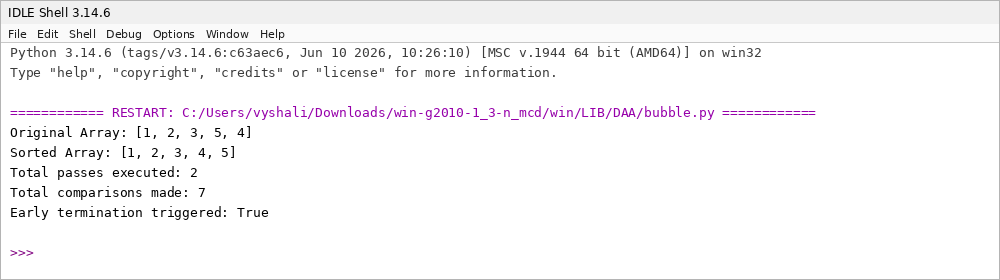 IDLE Shell 3.14.6
File Edit Shell Debug Options Window Help
Python 3.14.6 (tags/v3.14.6:c63aec6, Jun 10 2026, 10:26:10) [MSC v.1944 64 bit (AMD64)] on win32
Type "help", "copyright", "credits" or "license" for more information.
============ RESTART: C:/Users/vyshali/Downloads/win-g2010-1_3-n_mcd/win/LIB/DAA/bubble.py ============
Original Array: [1, 2, 3, 5, 4]
Sorted Array: [1, 2, 3, 4, 5]
Total passes executed: 2
Total comparisons made: 7
Early termination triggered: True
>>>